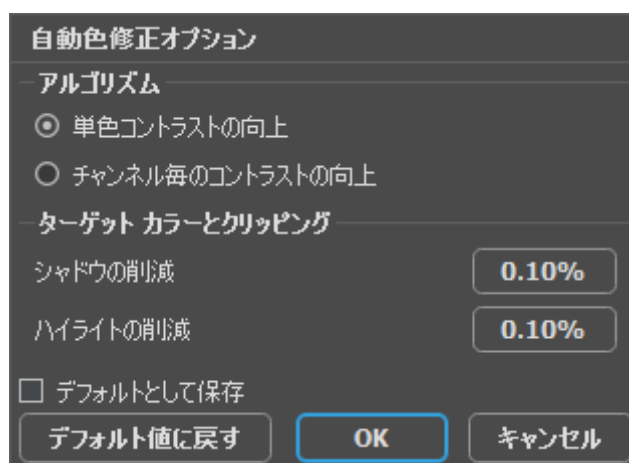 自動色修正オプション
アルゴリズム
単色コントラストの向上
チャンネル毎のコントラストの向上
ターゲット カラーとクリッピング
シャドウの削減 0.10%
ハイライトの削減 0.10%
デフォルトとして保存
デフォルト値に戻す OK キャンセル